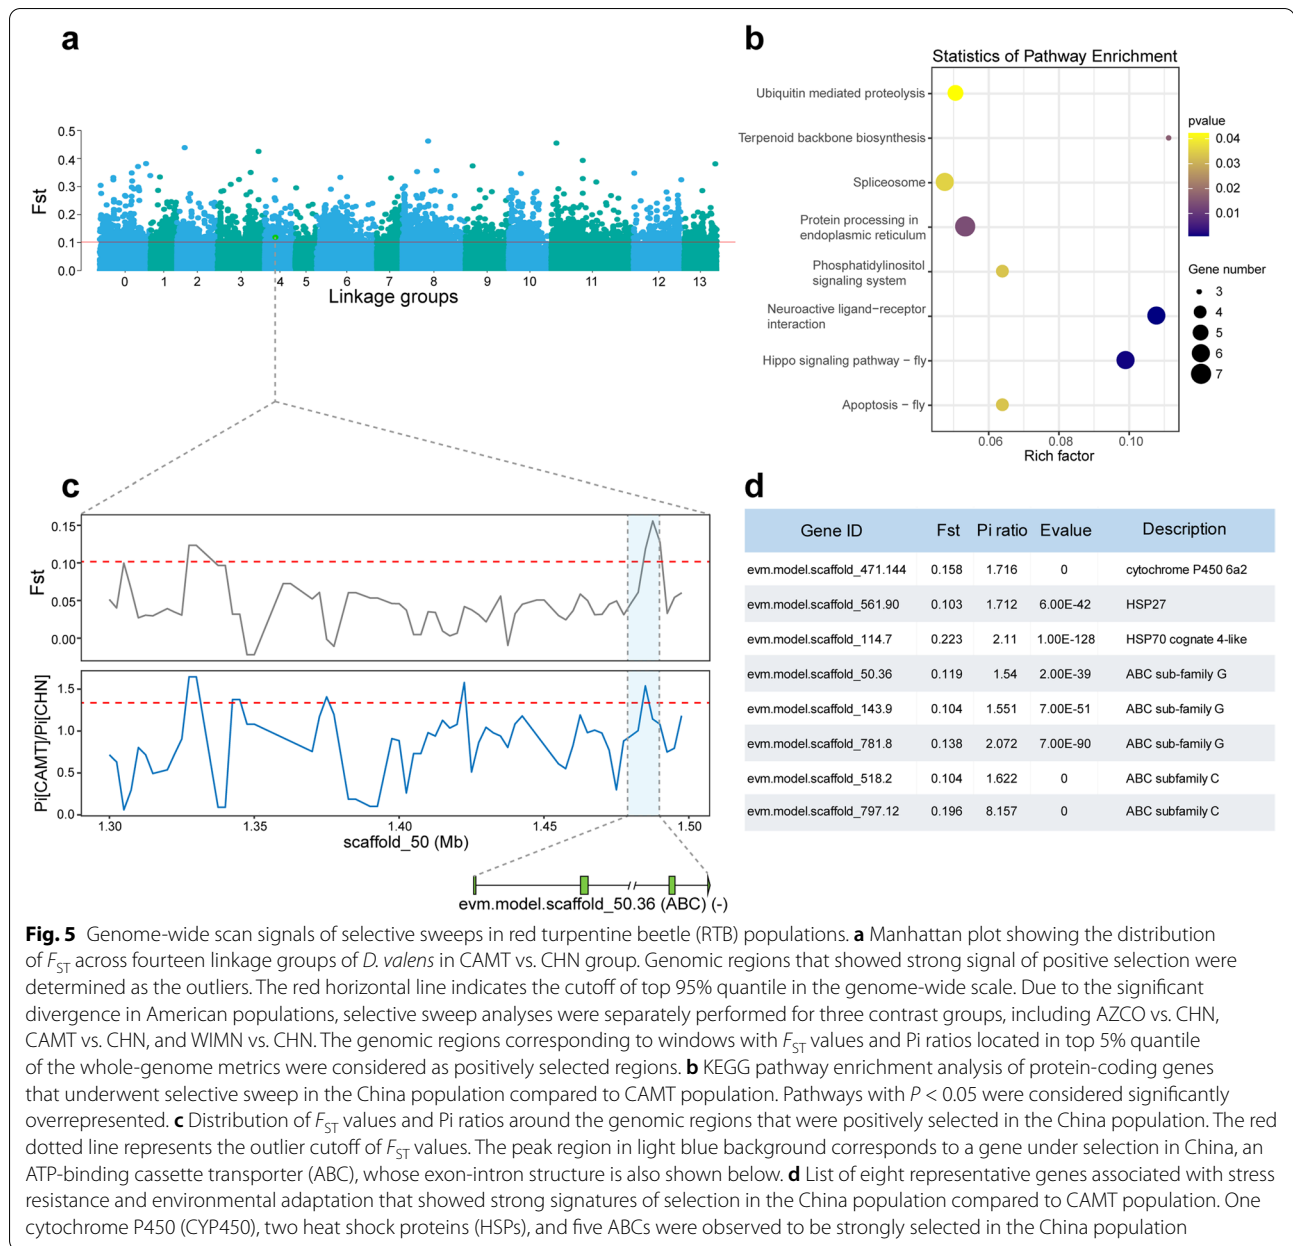 a
0.5
0.4
0.3
0.2
0.1
0.0
Fst
0 1 2 3 4 5 6 7 8 9 10 11 12 13
Linkage groups
b
Statistics of Pathway Enrichment
Ubiquitin mediated proteolysis
Terpenoid backbone biosynthesis
Spliceosome
Protein processing in
endoplasmic reticulum
Phosphatidylinositol
signaling system
Neuroactive ligand−receptor
interaction
Hippo signaling pathway − fly
Apoptosis − fly
0.06 0.08 0.10
Rich factor
pvalue
0.04
0.03
0.02
0.01
Gene number
3
4
5
6
7
c
0.15
0.10
0.05
0.00
Fst
1.5
1.0
0.5
0.0
Pi[CAMT]/Pi[CHN]
1.30 1.35 1.40 1.45 1.50
scaffold_50 (Mb)
evm.model.scaffold_50.36 (ABC) (-)
d
Gene ID Fst Pi ratio Evalue Description
evm.model.scaffold_471.144 0.158 1.716 0 cytochrome P450 6a2
evm.model.scaffold_561.90 0.103 1.712 6.00E-42 HSP27
evm.model.scaffold_114.7 0.223 2.11 1.00E-128 HSP70 cognate 4-like
evm.model.scaffold_50.36 0.119 1.54 2.00E-39 ABC sub-family G
evm.model.scaffold_143.9 0.104 1.551 7.00E-51 ABC sub-family G
evm.model.scaffold_781.8 0.138 2.072 7.00E-90 ABC sub-family G
evm.model.scaffold_518.2 0.104 1.622 0 ABC subfamily C
evm.model.scaffold_797.12 0.196 8.157 0 ABC subfamily C
Fig. 5 Genome-wide scan signals of selective sweeps in red turpentine beetle (RTB) populations. a Manhattan plot showing the distribution
of FST across fourteen linkage groups of D. valens in CAMT vs. CHN group. Genomic regions that showed strong signal of positive selection were
determined as the outliers. The red horizontal line indicates the cutoff of top 95% quantile in the genome-wide scale. Due to the significant
divergence in American populations, selective sweep analyses were separately performed for three contrast groups, including AZCO vs. CHN,
CAMT vs. CHN, and WIMN vs. CHN. The genomic regions corresponding to windows with FST values and Pi ratios located in top 5% quantile
of the whole-genome metrics were considered as positively selected regions. b KEGG pathway enrichment analysis of protein-coding genes
that underwent selective sweep in the China population compared to CAMT population. Pathways with P < 0.05 were considered significantly
overrepresented. c Distribution of FST values and Pi ratios around the genomic regions that were positively selected in the China population. The red
dotted line represents the outlier cutoff of FST values. The peak region in light blue background corresponds to a gene under selection in China, an
ATP-binding cassette transporter (ABC), whose exon-intron structure is also shown below. d List of eight representative genes associated with stress
resistance and environmental adaptation that showed strong signatures of selection in the China population compared to CAMT population. One
cytochrome P450 (CYP450), two heat shock proteins (HSPs), and five ABCs were observed to be strongly selected in the China population